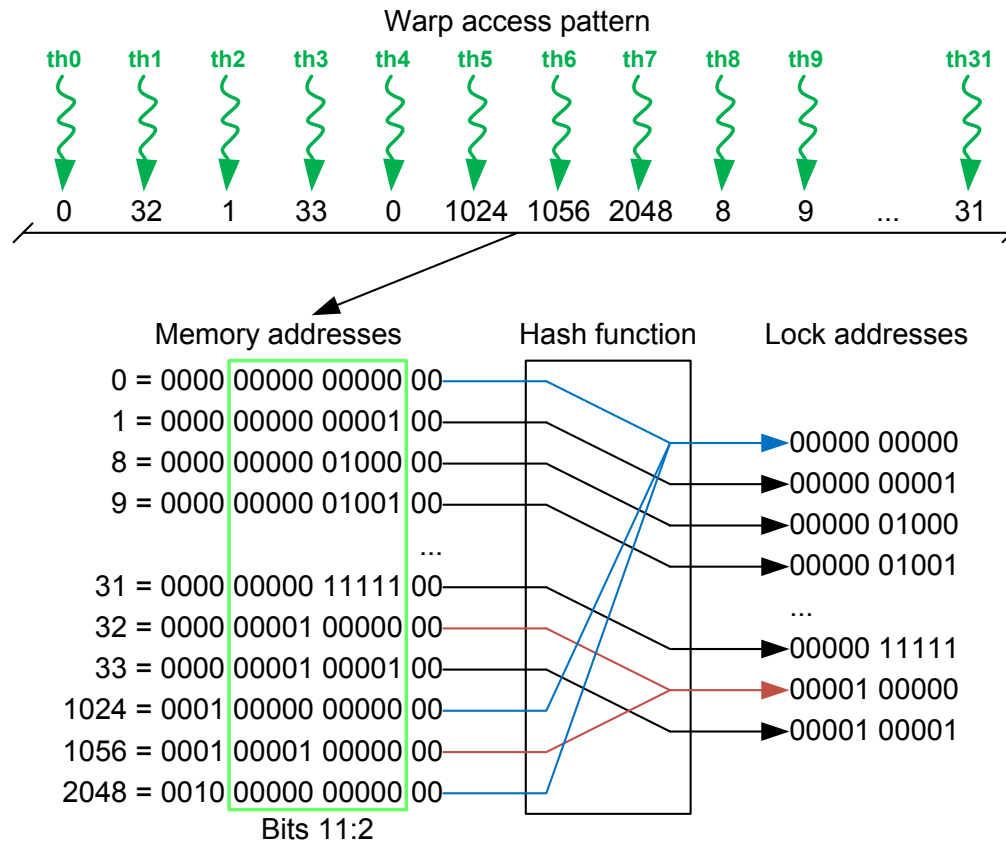 Warp access pattern
th0 th1 th2 th3 th4 th5 th6 th7 th8 th9 th31
0 32 1 33 0 1024 1056 2048 8 9 ... 31
Memory addresses Hash function Lock addresses
0 = 0000 00000 00000 00
1 = 0000 00000 00001 00
8 = 0000 00000 01000 00
9 = 0000 00000 01001 00
...
31 = 0000 00000 11111 00
32 = 0000 00001 00000 00
33 = 0000 00001 00001 00
1024 = 0001 00000 00000 00
1056 = 0001 00001 00000 00
2048 = 0010 00000 00000 00
Bits 11:2
00000 00000
00000 00001
00000 01000
00000 01001
...
00000 11111
00001 00000
00001 00001